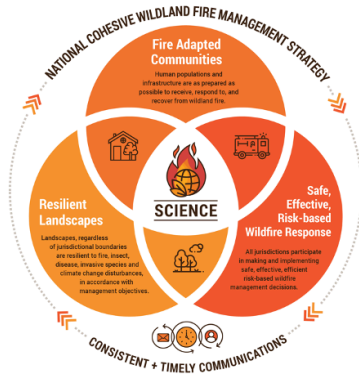 NATIONAL COHESIVE WILDLAND FIRE MANAGEMENT STRATEGY
Fire Adapted
Communities
Human populations and
infrastructure are as prepared as
possible to receive, respond to, and
recover from wildland fire.
SCIENCE
Resilient
Landscapes
Landscapes, regardless
of jurisdictional boundaries
are resilient to fire, insect,
disease, invasive species and
climate change disturbances,
in accordance with
management objectives.
Safe,
Effective,
Risk-based
Wildfire Response
All jurisdictions participate
in making and implementing
safe, effective, efficient
risk-based wildfire
management decisions.
CONSISTENT + TIMELY COMMUNICATIONS